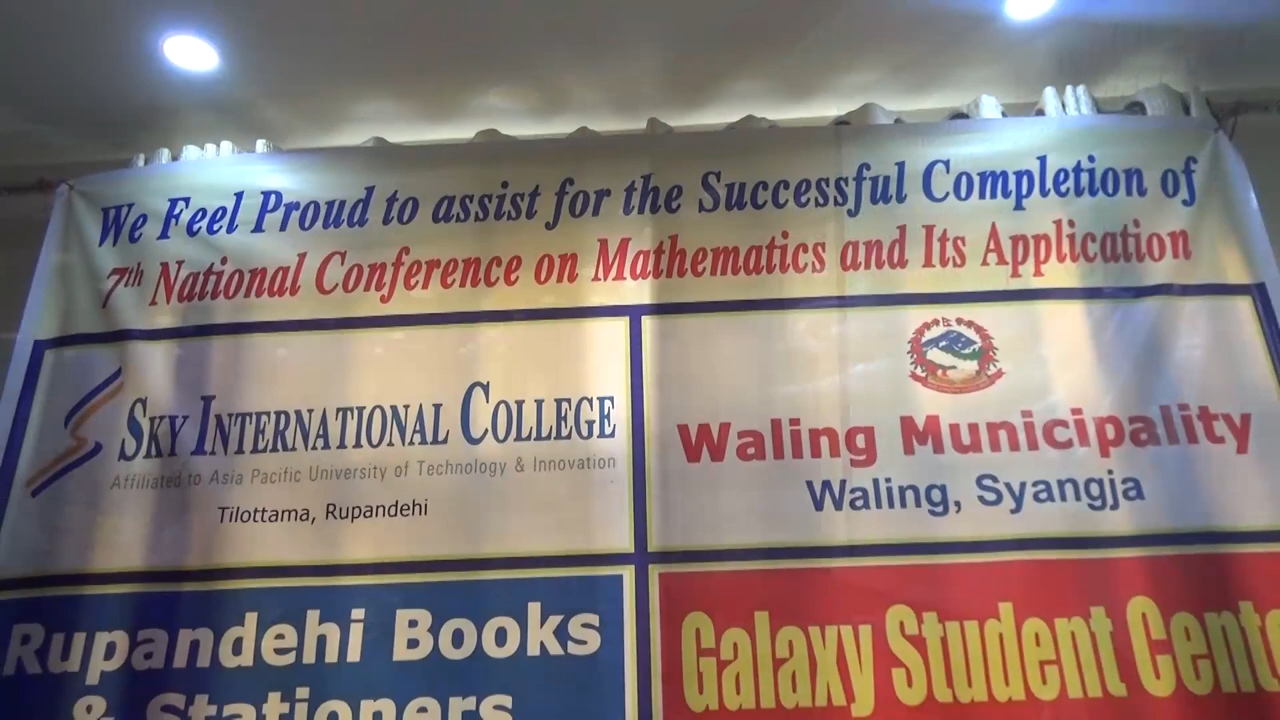 We Feel Proud to assist for the Successful Completion of
7th National Conference on Mathematics and Its Application
SKY INTERNATIONAL COLLEGE
Affiliated to Asia Pacific University of Technology & Innovation
Tilottama, Rupandehi
Waling Municipality
Waling, Syangja
Rupandehi Books
& Stationers
Galaxy Student Cente